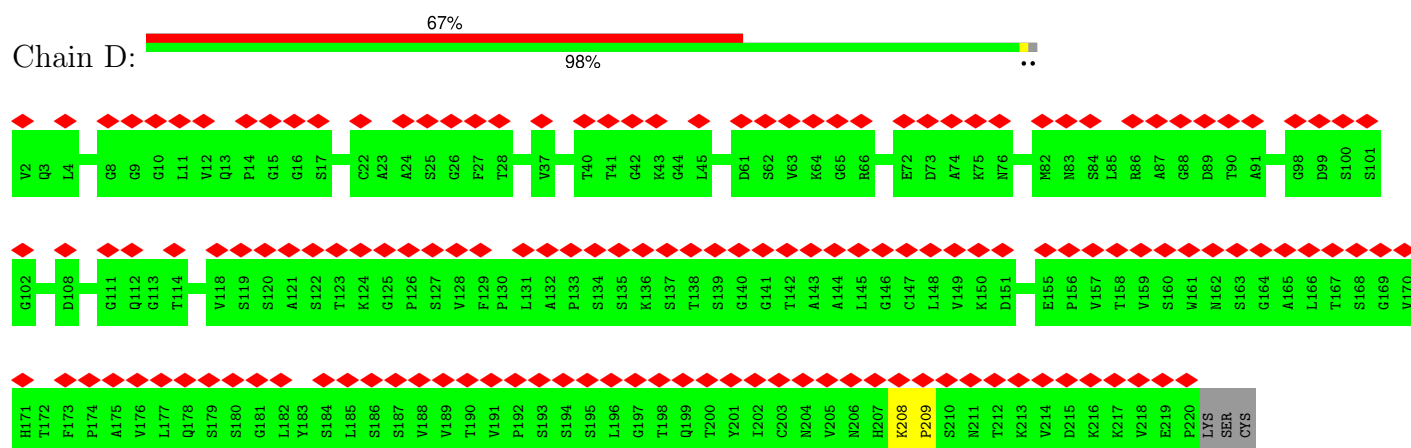 67%
Chain D:
98%
••
V2 Q3 L4 G8 G9 G10 L11 V12 Q13 P14 G15 G16 S17 C22 A23 A24 S25 G26 F27 T28 V37 T40 T41 G42 K43 G44 L45 D61 S62 V63 K64 G65 R66 E72 D73 A74 K75 N76 M82 N83 S84 L85 R86 A87 G88 D89 T90 A91 G98 D99 S100 S101
G102 D108 G111 Q112 G113 T114 V118 S119 S120 A121 S122 T123 K124 G125 P126 S127 V128 F129 P130 L131 A132 P133 S134 S135 K136 S137 T138 S139 G140 G141 T142 A143 A144 L145 G146 C147 L148 V149 K150 D151 E155 P156 V157 T158 V159 S160 W161 N162 S163 G164 A165 L166 T167 S168 G169 V170
H171 T172 F173 P174 A175 V176 L177 Q178 S179 S180 G181 L182 Y183 S184 L185 S186 S187 V188 V189 T190 V191 P192 S193 S194 S195 L196 G197 T198 Q199 T200 Y201 I202 C203 N204 V205 N206 H207 K208 P209 S210 N211 T212 K213 V214 D215 K216 K217 V218 E219 P220 LYS SER CYS